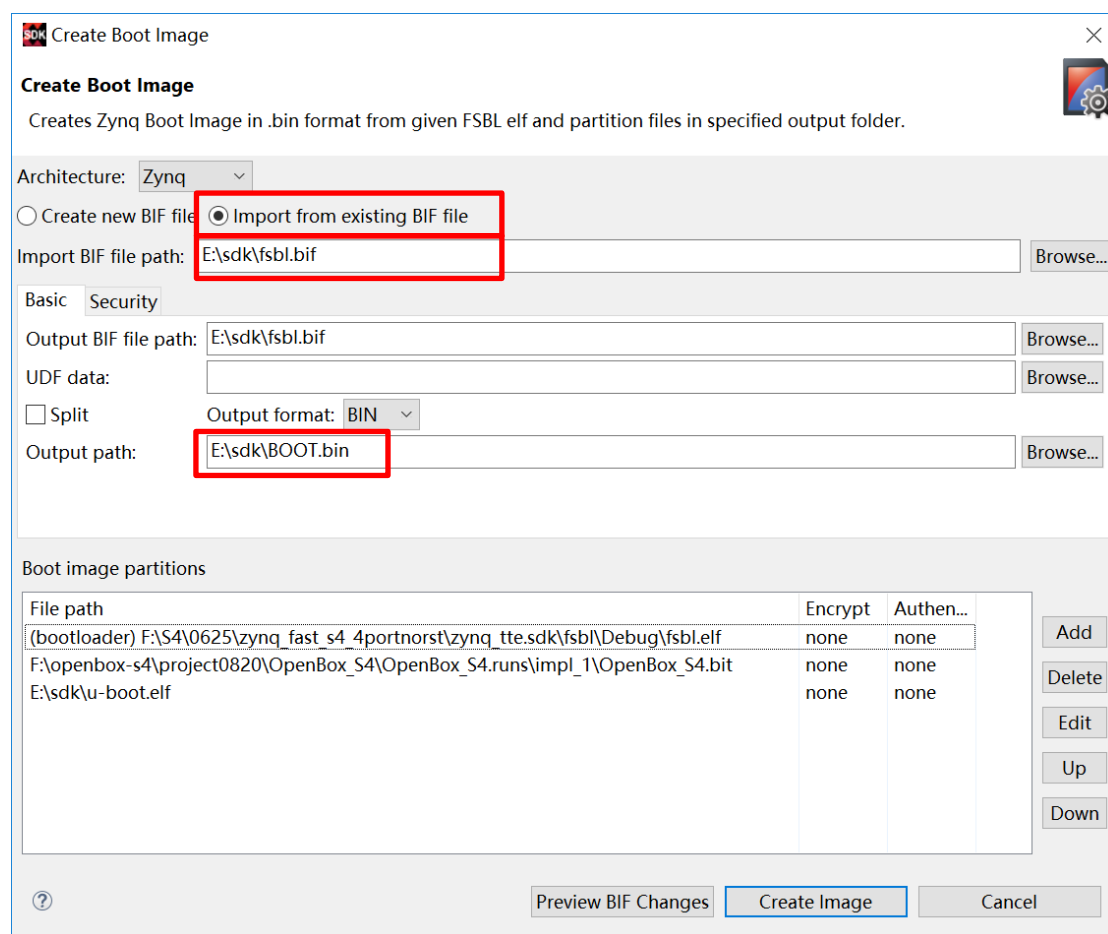 SDK Create Boot Image
Create Boot Image
Creates Zynq Boot Image in .bin format from given FSBL elf and partition files in specified output folder.
Architecture: Zynq
Create new BIF file Import from existing BIF file
Import BIF file path: E:\sdk\fsbl.bif Browse...
Basic Security
Output BIF file path: E:\sdk\fsbl.bif Browse...
UDF data: Browse...
Split Output format: BIN
Output path: E:\sdk\BOOT.bin Browse...
Boot image partitions
File path Encrypt Authen...
(bootloader) F:\S4\0625\zynq_fast_s4_4portnorst\zynq_tte.sdk\fsbl\Debug\fsbl.elf none none
Add
F:\openbox-s4\project0820\OpenBox_S4\OpenBox_S4.runs\impl_1\OpenBox_S4.bit none none
Delete
E:\sdk\u-boot.elf none none
Edit
Up
Down
? Preview BIF Changes Create Image Cancel